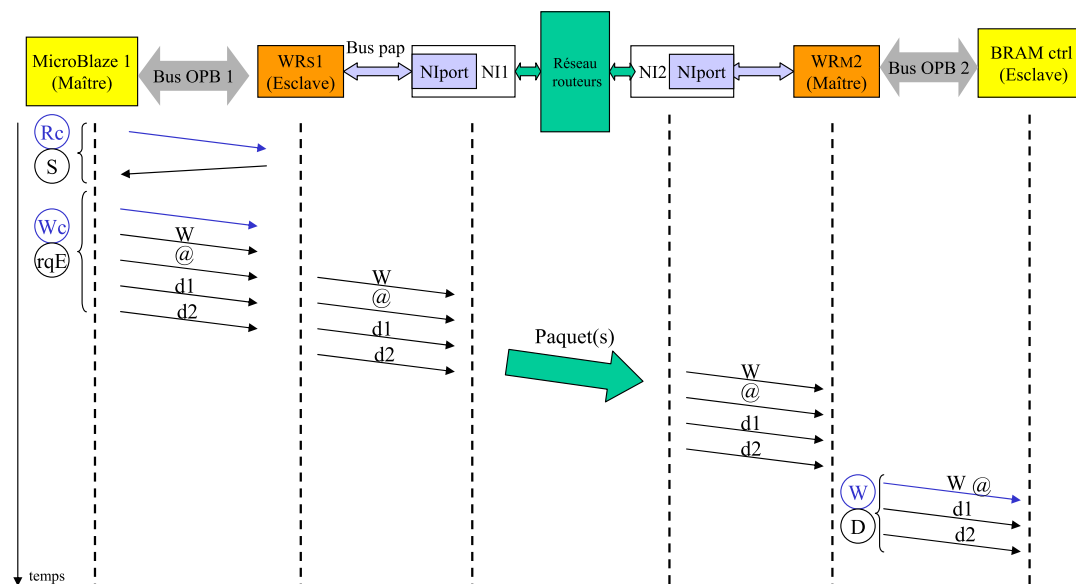 MicroBlaze 1
(Maître)
Bus OPB 1
WRS1
(Esclave)
Bus pap
NIport
NI1
Réseau
routeurs
NI2
NIport
WRM2
(Maître)
Bus OPB 2
BRAM ctrl
(Esclave)
Rc
S
Wc
rqE
W
@
d1
d2
W
@
d1
d2
Paquet(s)
W
@
d1
d2
W
D
W @
d1
d2
temps